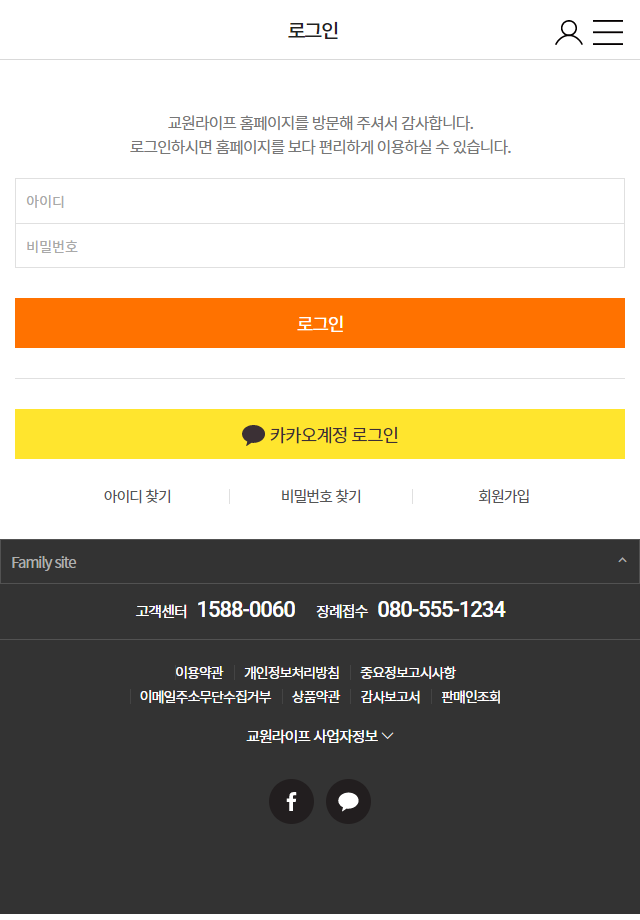 로그인
교원라이프 홈페이지를 방문해 주셔서 감사합니다.
로그인하시면 홈페이지를 보다 편리하게 이용하실 수 있습니다.
아이디
비밀번호
로그인
카카오계정 로그인
아이디 찾기 비밀번호 찾기 회원가입
Family site
고객센터 1588-0060 장례접수 080-555-1234
이용약관 개인정보처리방침 중요정보고시사항
이메일주소무단수집거부 상품약관 감사보고서 판매인조회
교원라이프 사업자정보